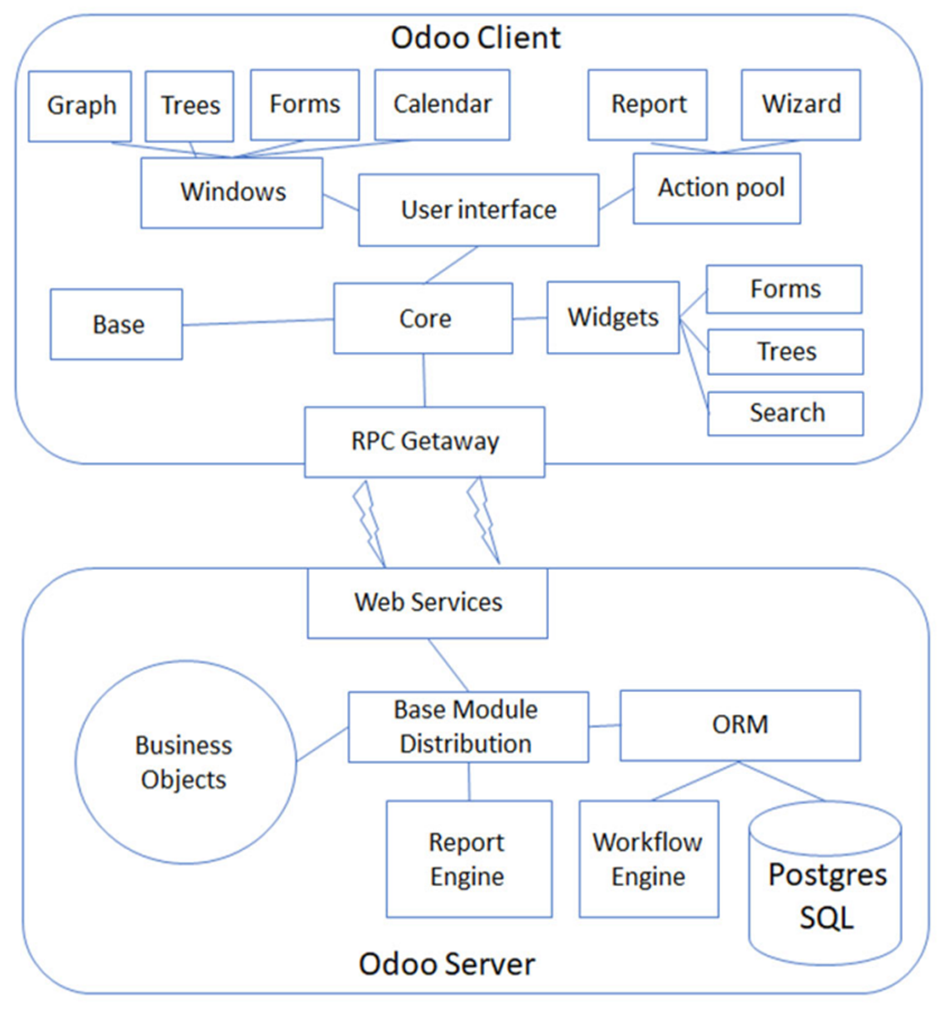 Odoo Client
Graph
Trees
Forms
Calendar
Report
Wizard
Windows
User interface
Action pool
Base
Core
Widgets
Forms
Trees
Search
RPC Getaway
Web Services
Business
Objects
Base Module
Distribution
ORM
Report
Engine
Workflow
Engine
Postgres
SQL
Odoo Server